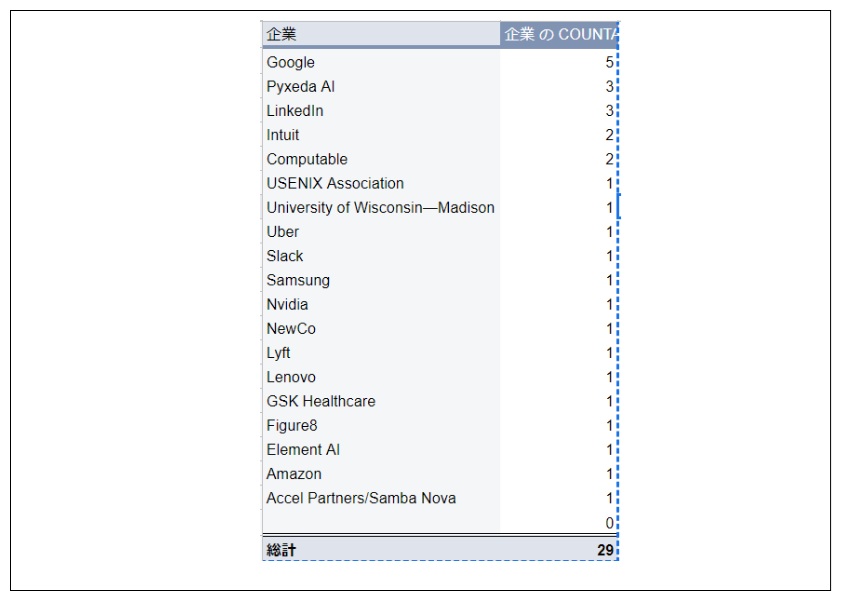 企業 企業 の COUNTA
Google 5
Pyxeda AI 3
LinkedIn 3
Intuit 2
Computable 2
USENIX Association 1
University of Wisconsin—Madison 1
Uber 1
Slack 1
Samsung 1
Nvidia 1
NewCo 1
Lyft 1
Lenovo 1
GSK Healthcare 1
Figure8 1
Element AI 1
Amazon 1
Accel Partners/Samba Nova 1
0
総計 29